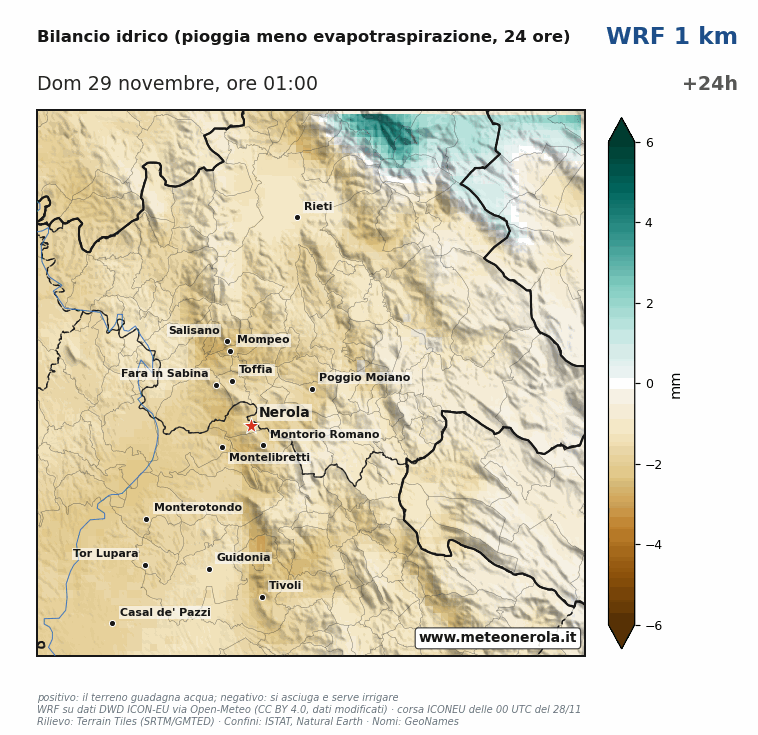 Bilancio idrico (pioggia meno evapotraspirazione, 24 ore)
WRF 1 km
Dom 29 novembre, ore 01:00
+24h
Rieti
Salisano
Mompeo
Fara in Sabina
Toffia
Poggio Moiano
Nerola
Montorio Romano
Montelibretti
Monterotondo
Tor Lupara
Guidonia
Tivoli
Casal de' Pazzi
www.meteonerola.it
6
4
2
0
−2
−4
−6
mm
positivo: il terreno guadagna acqua; negativo: si asciuga e serve irrigare
WRF su dati DWD ICON-EU via Open-Meteo (CC BY 4.0, dati modificati) · corsa ICONEU delle 00 UTC del 28/11
Rilievo: Terrain Tiles (SRTM/GMTED) · Confini: ISTAT, Natural Earth · Nomi: GeoNames